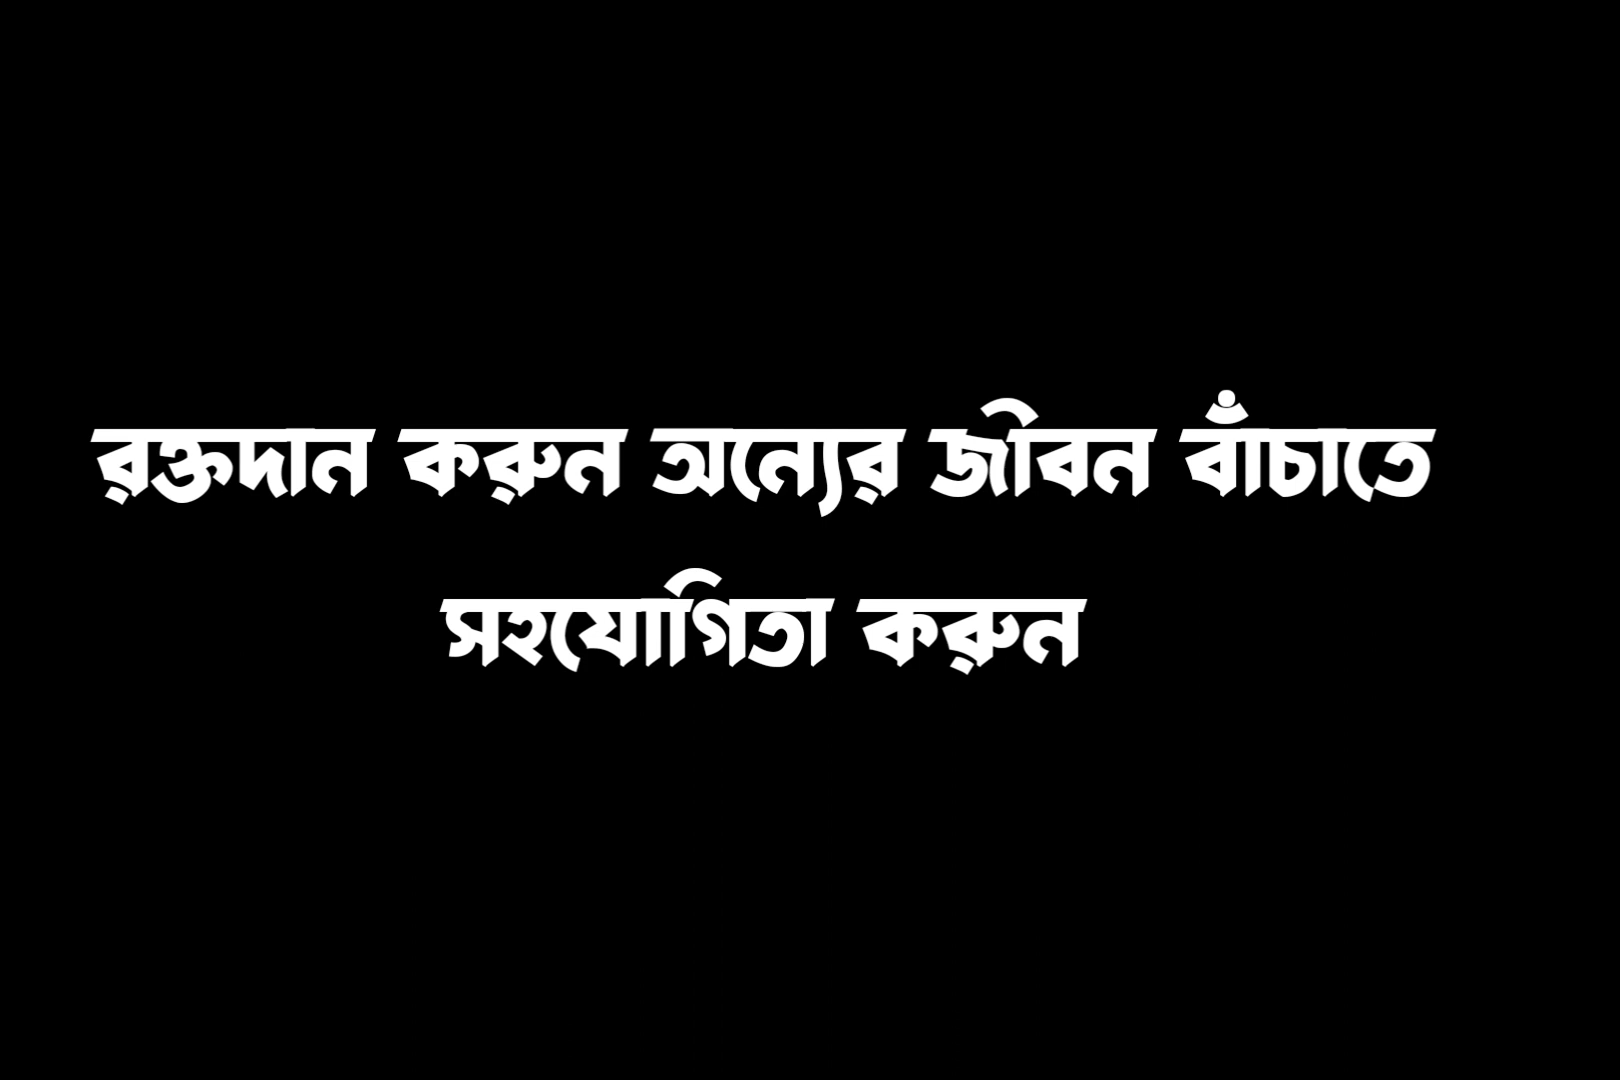 রক্তদান করুন অন্যের জীবন বাঁচাতে
সহযোগিতা করুন